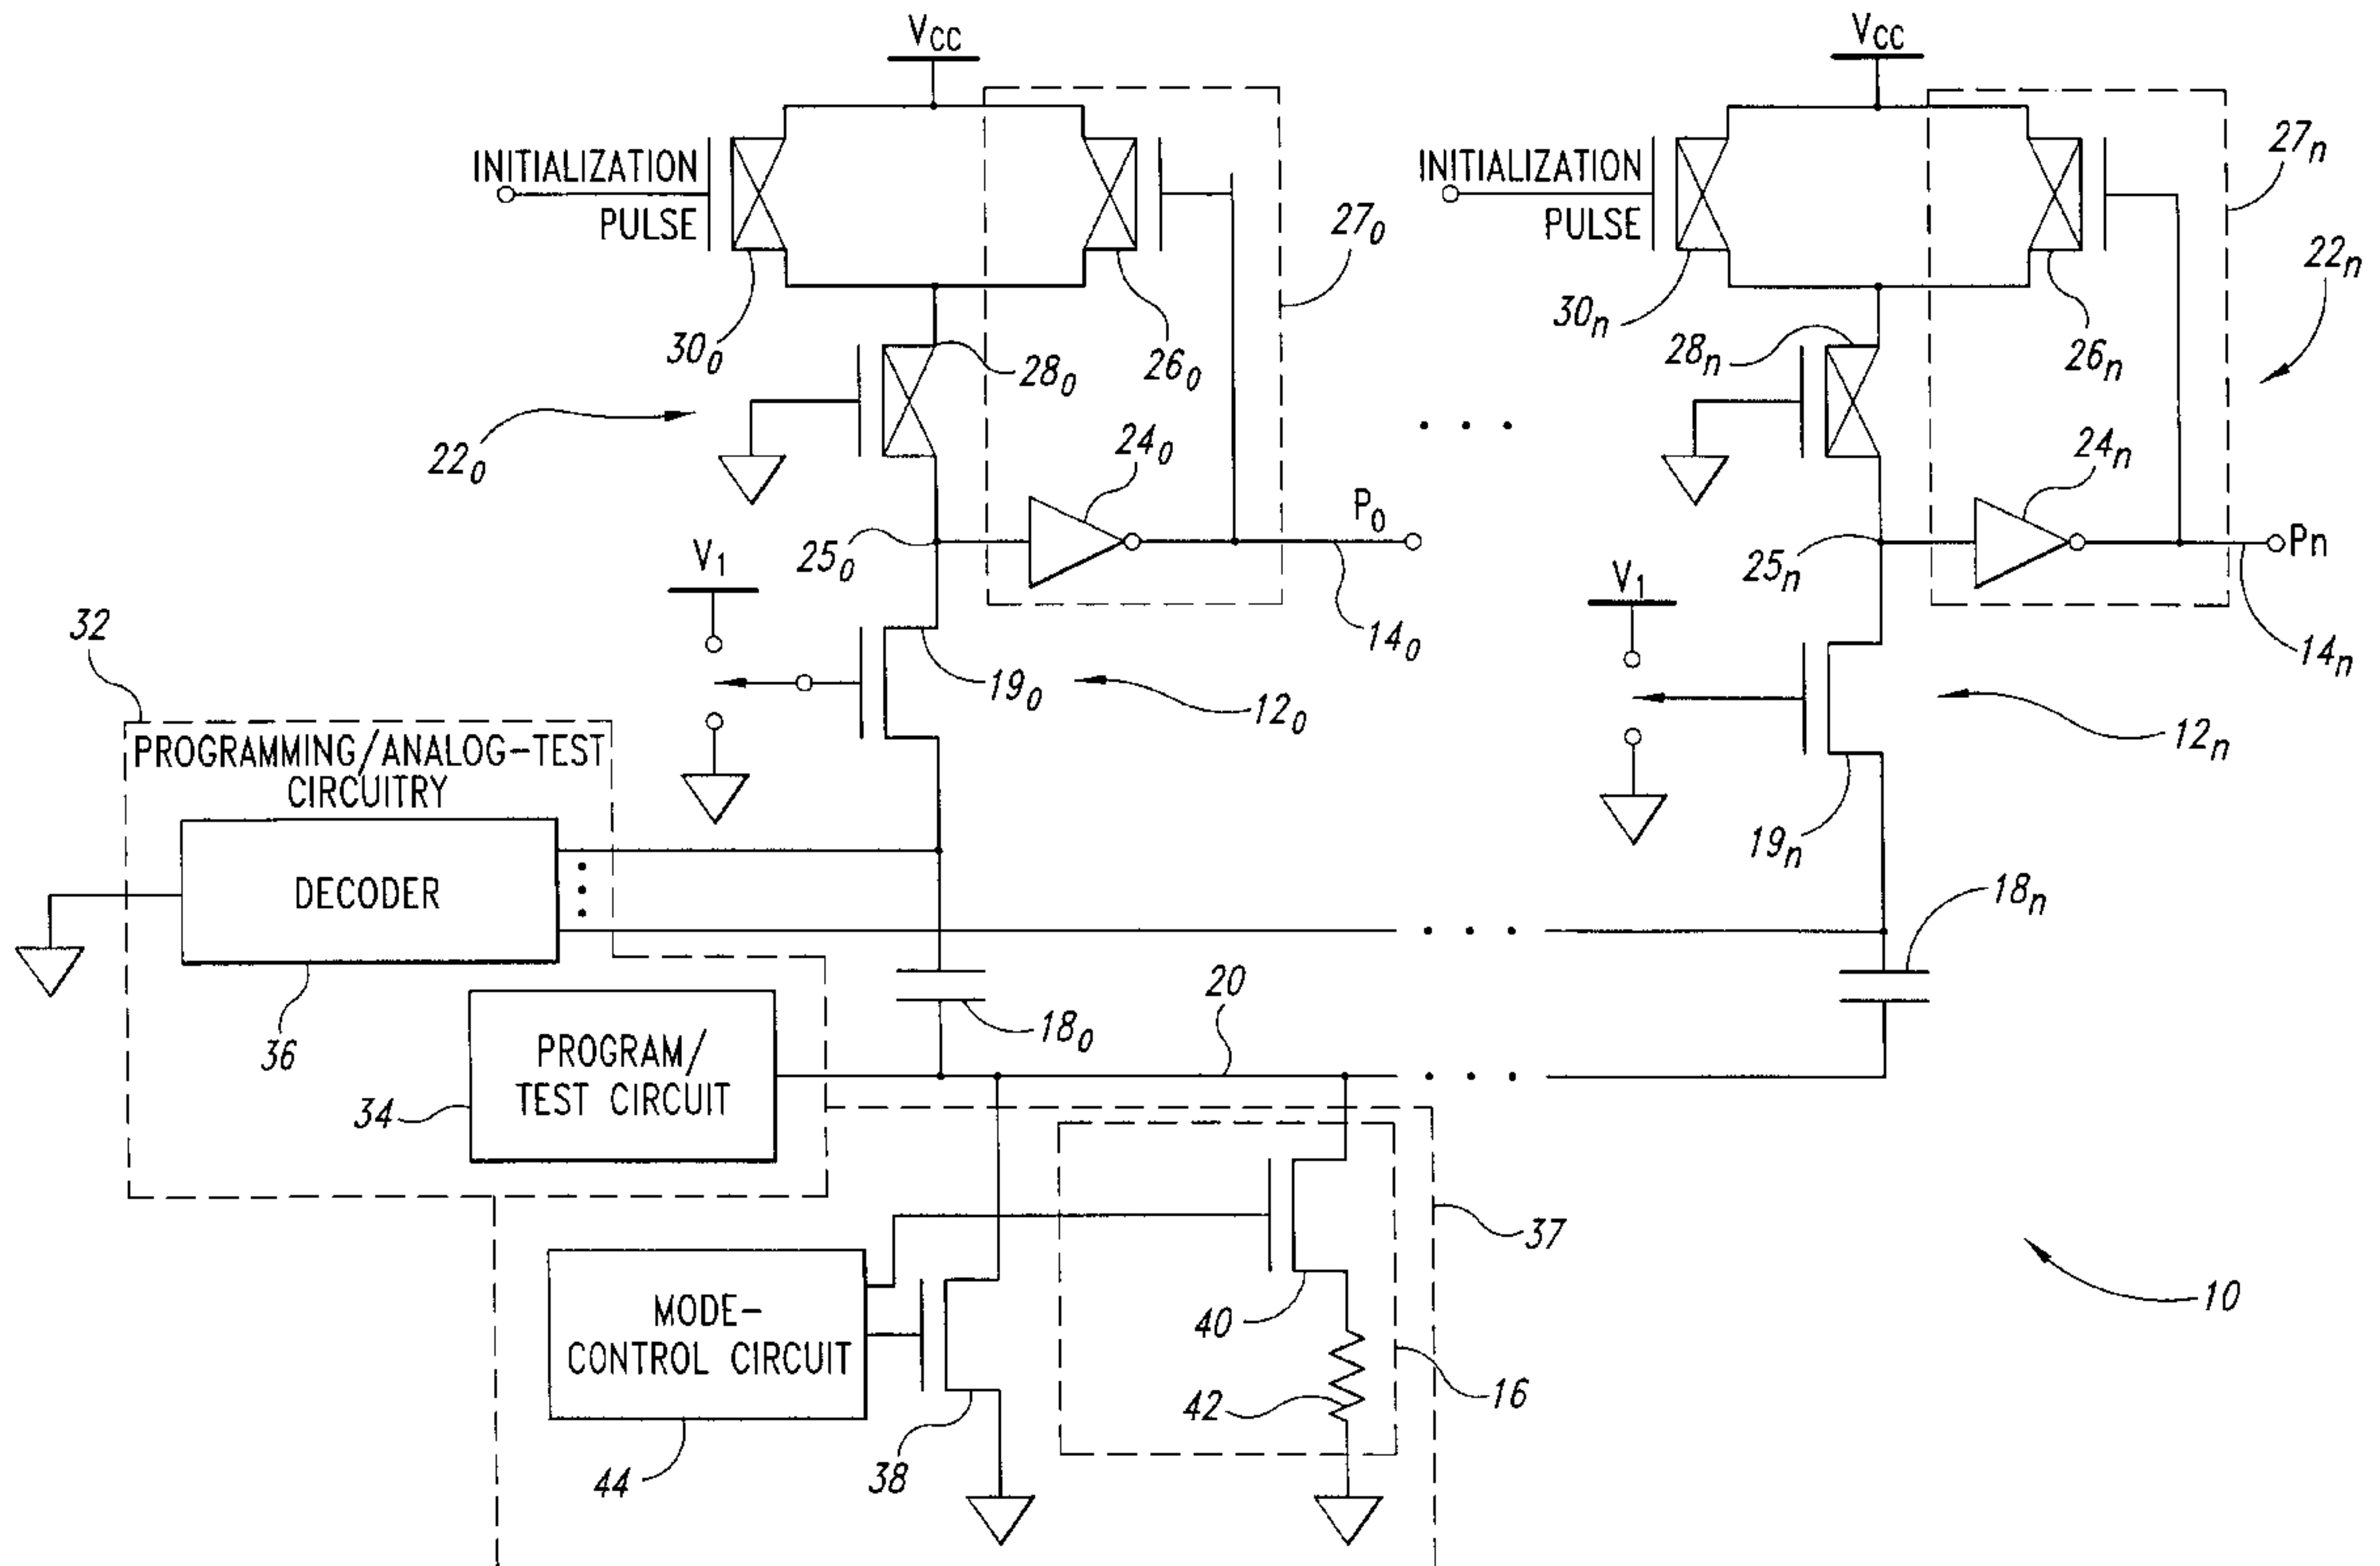 VCC
VCC
INITIALIZATION
PULSE
INITIALIZATION
PULSE
27₀
27n
22n
30₀
28₀
26₀
30n
28n
26n
22₀
24₀
24n
P₀
Pn
25₀
25n
V₁
V₁
14₀
14n
32
19₀
12₀
12n
PROGRAMMING/ANALOG-TEST
CIRCUITRY
19n
DECODER
18n
36
20
18₀
PROGRAM/
TEST CIRCUIT
34
37
10
MODE-
CONTROL CIRCUIT
40
42
16
44
38